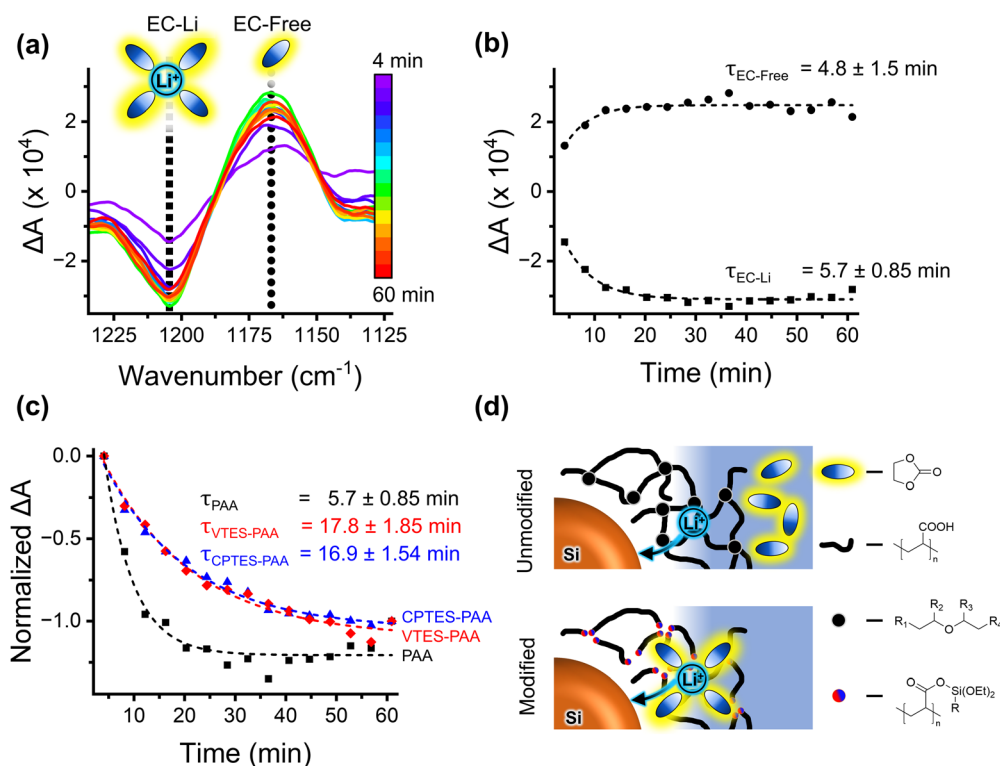 (a)
EC-Li
EC-Free
Li⁺
4 min
60 min
2
0
−2
ΔA (x 10⁴)
1225
1200
1175
1150
1125
Wavenumber (cm⁻¹)
(b)
τEC-Free = 4.8 ± 1.5 min
τEC-Li = 5.7 ± 0.85 min
2
0
−2
ΔA (x 10⁴)
0
10
20
30
40
50
60
Time (min)
(c)
τPAA = 5.7 ± 0.85 min
τVTES-PAA = 17.8 ± 1.85 min
τCPTES-PAA = 16.9 ± 1.54 min
CPTES-PAA
VTES-PAA
PAA
0.0
−0.5
−1.0
Normalized ΔA
10
20
30
40
50
60
Time (min)
(d)
Unmodified
Si
Li⁺
O
O
O
COOH
n
R₁
R₂
O
R₃
R₄
Modified
Si
Li⁺
O
O
Si(OEt)₂
R
n